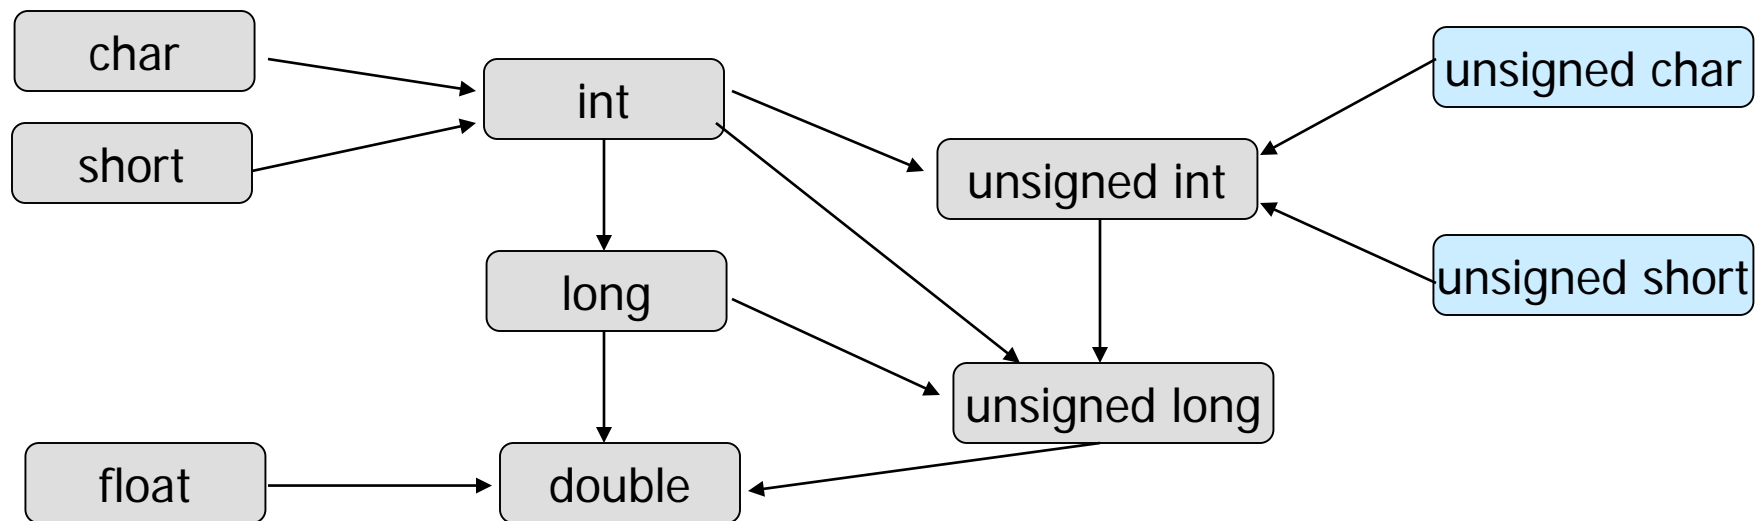 char
short
int
unsigned char
unsigned int
unsigned short
long
unsigned long
float
double